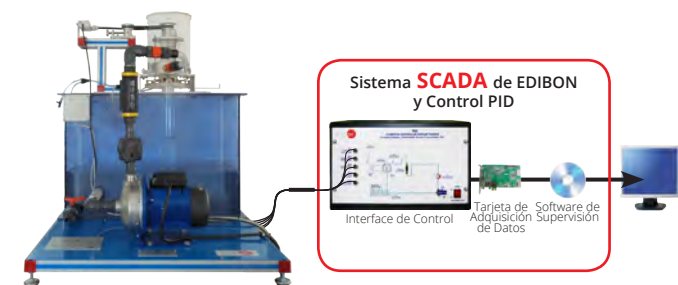 Sistema SCADA de EDIBON
y Control PID
Interface de Control
Tarjeta de
Adquisición
de Datos
Software de
Supervisión